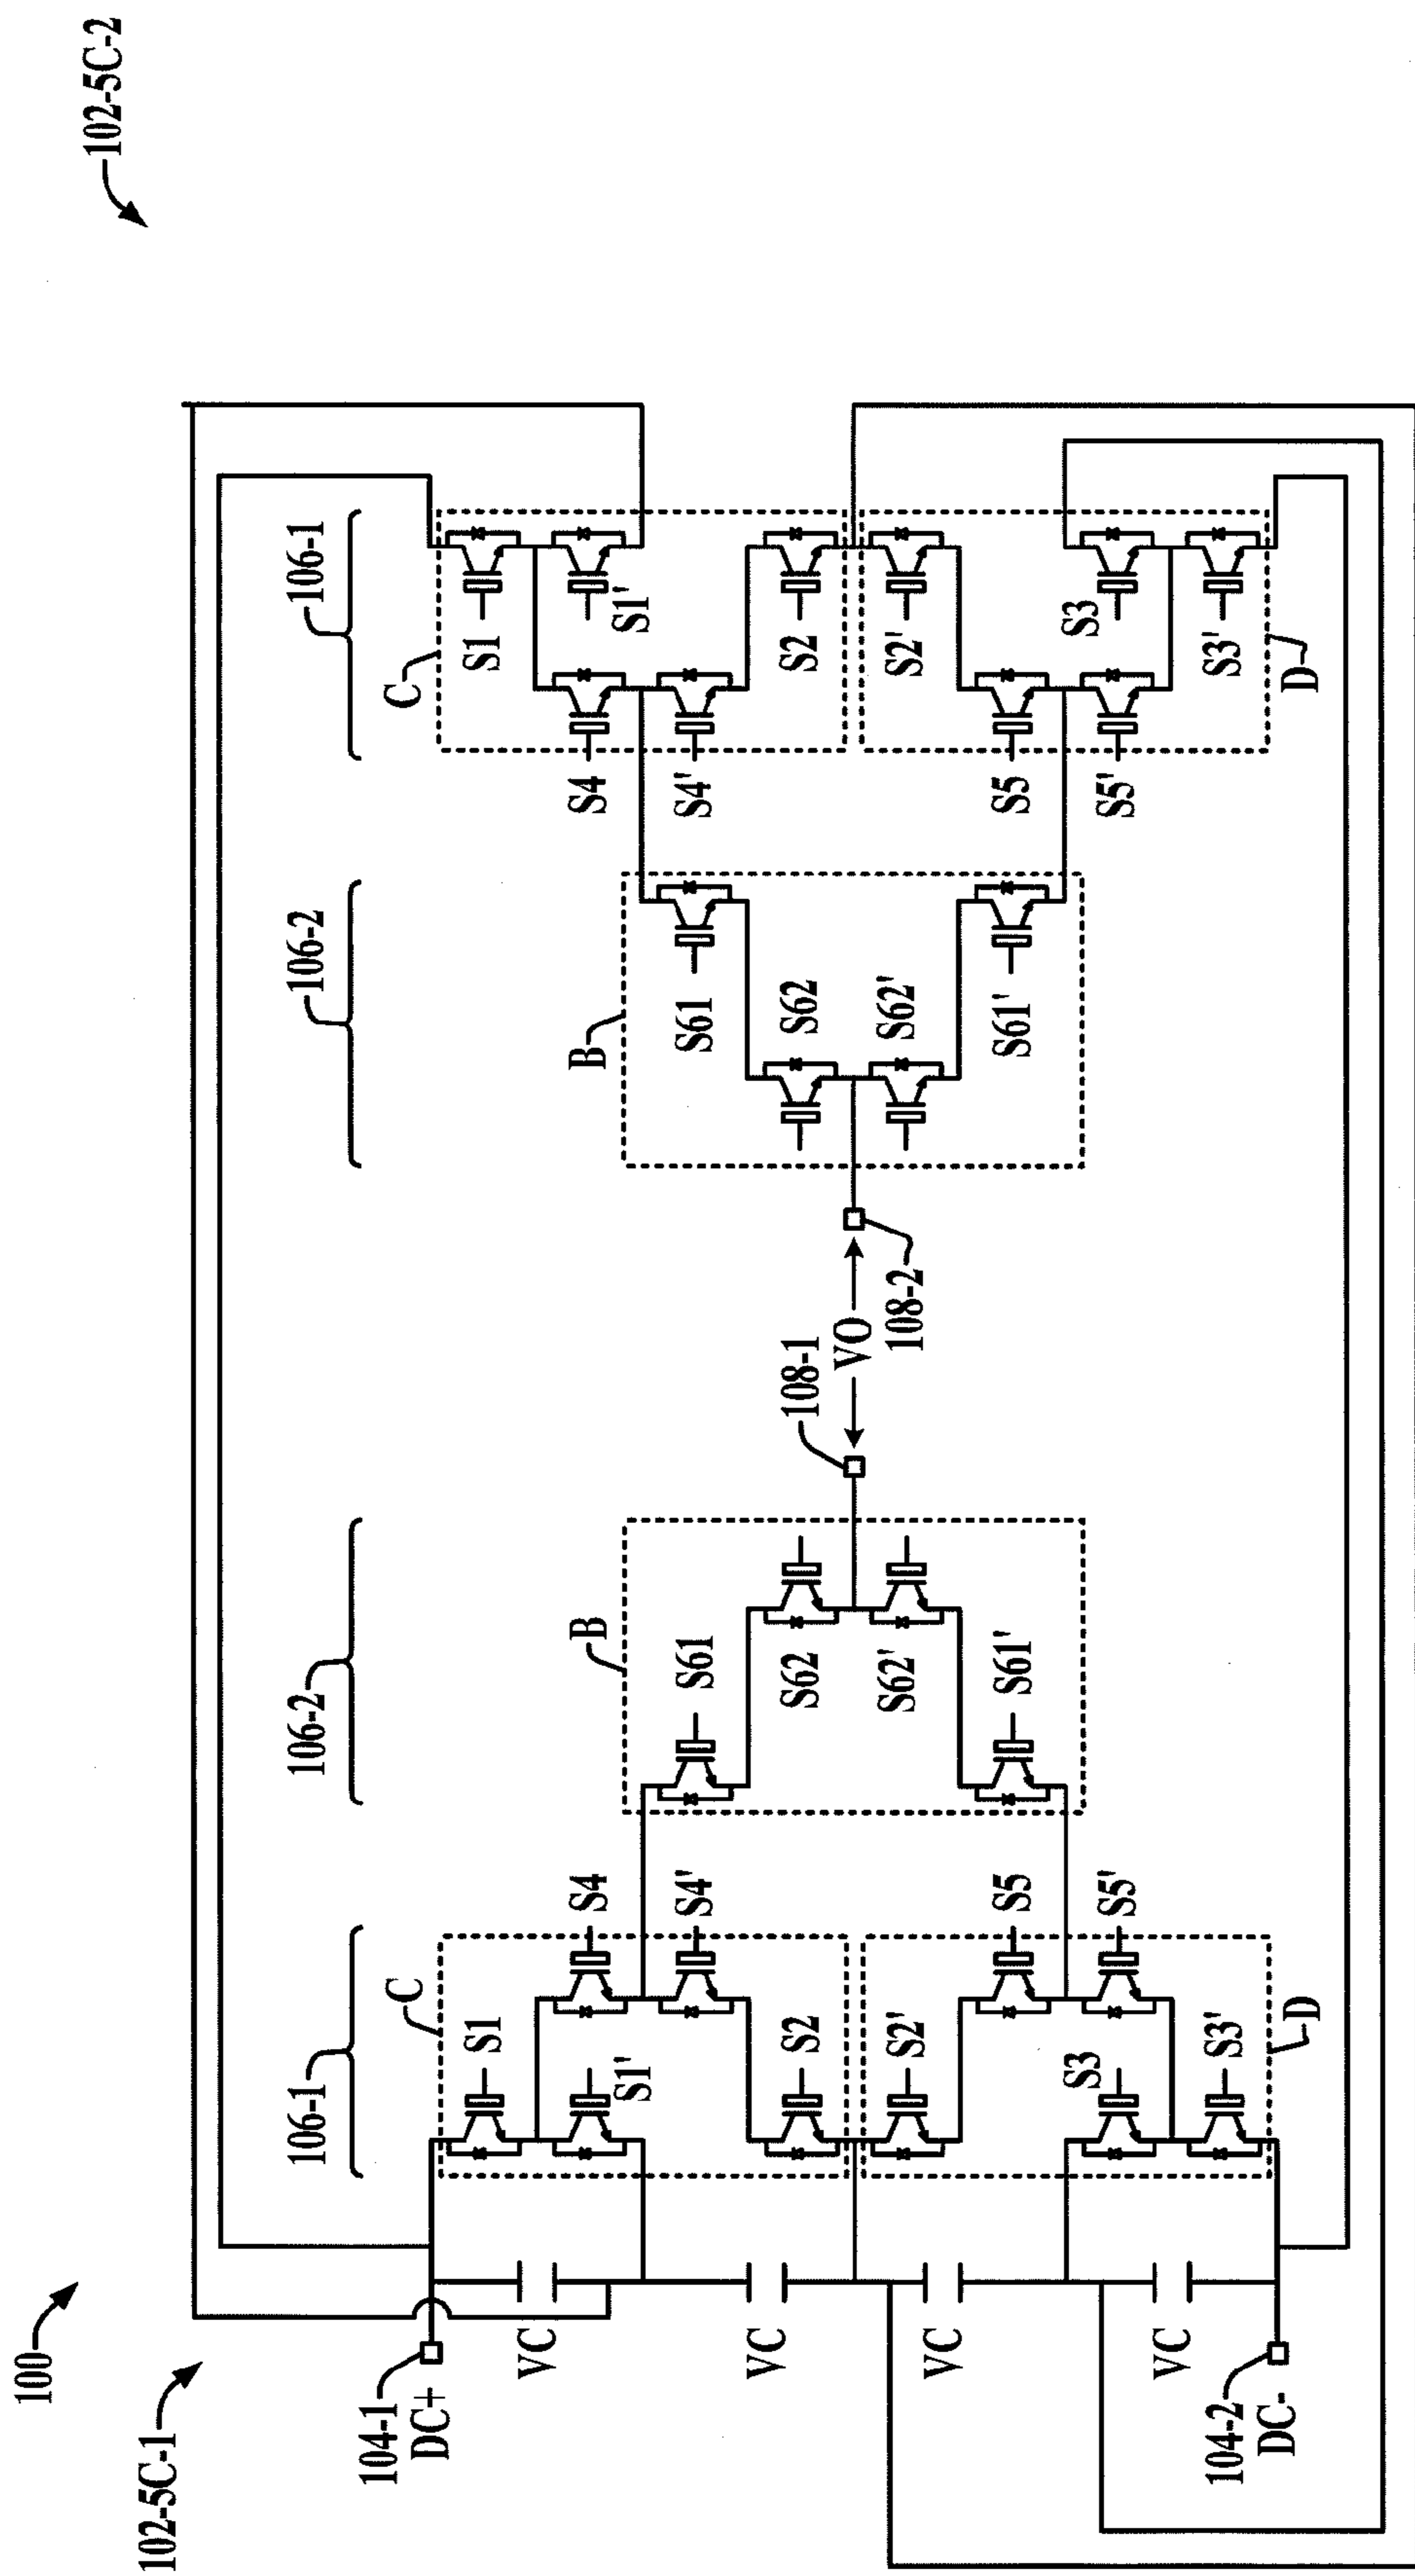 100
102-5C-1
102-5C-2
106-1
106-2
106-2
106-1
C
B
B
C
104-1
DC+
VC
VC
VC
VC
104-2
DC-
S1
S1'
S4
S4'
S2
S2'
S5
S3
S5'
S3'
D
S61
S62
S62'
S61'
108-1
VO
108-2
S61
S62
S62'
S61'
S4
S4'
S1
S1'
S2
S2'
S5
S3
S5'
S3'
D